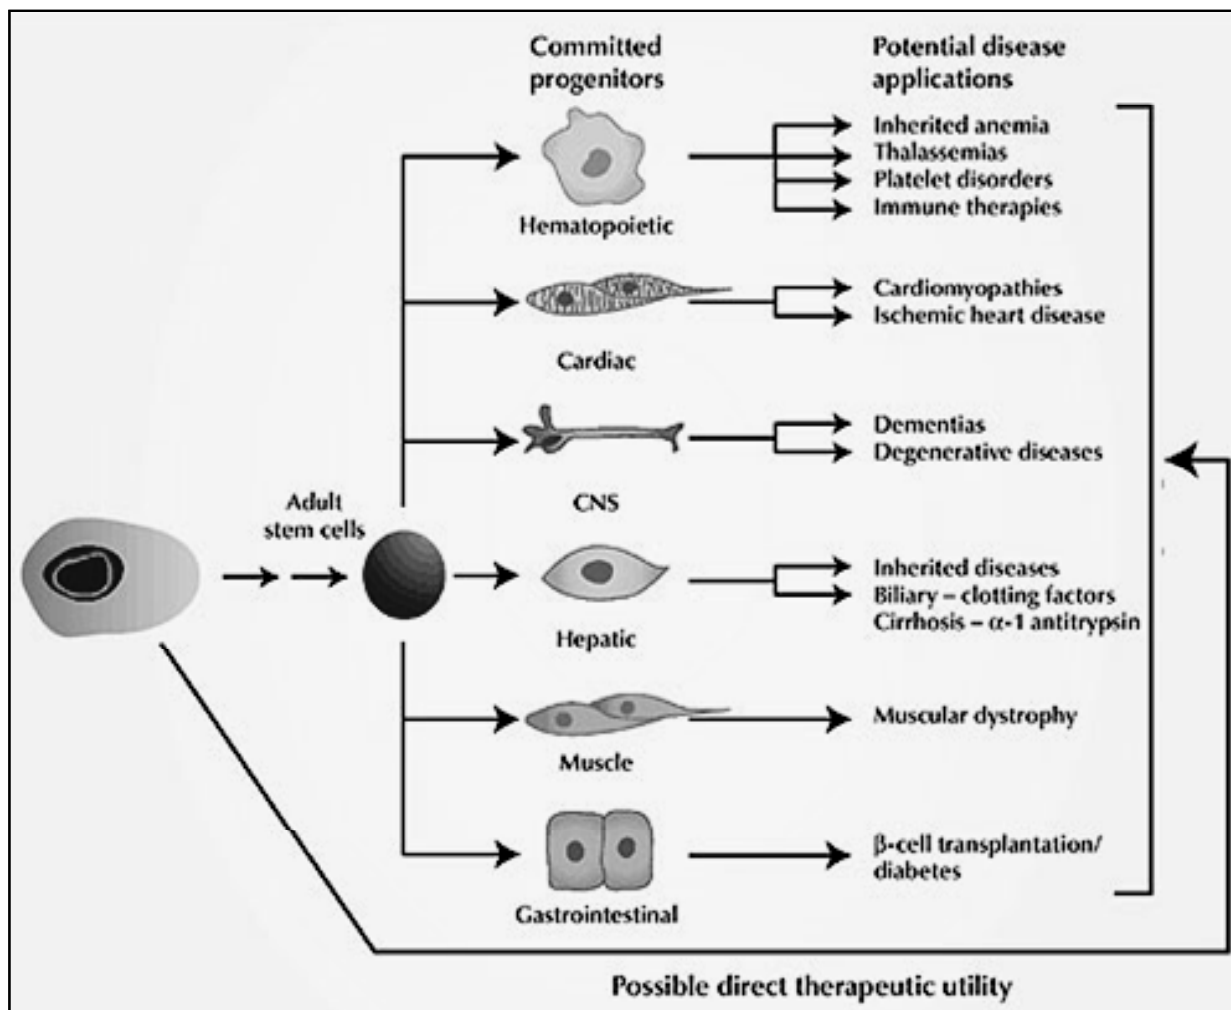 Committed
progenitors
Potential disease
applications
Inherited anemia
Thalassemias
Platelet disorders
Immune therapies
Hematopoietic
Cardiomyopathies
Ischemic heart disease
Cardiac
Dementias
Degenerative diseases
CNS
Adult
stem cells
Inherited diseases
Biliary – clotting factors
Cirrhosis – α-1 antitrypsin
Hepatic
Muscular dystrophy
Muscle
β-cell transplantation/
diabetes
Gastrointestinal
Possible direct therapeutic utility